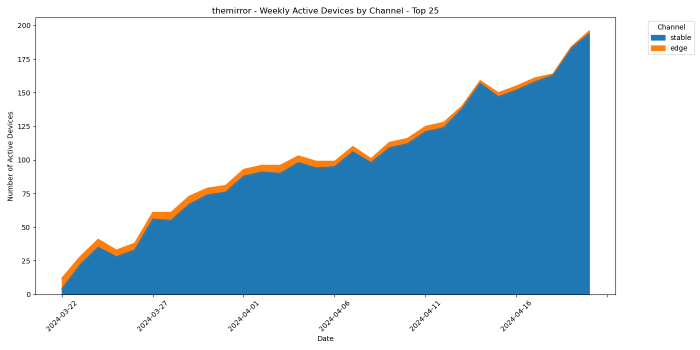 themirror - Weekly Active Devices by Channel - Top 25
Channel
stable
edge
Number of Active Devices
200
175
150
125
100
75
50
25
0
2024-03-22
2024-03-27
2024-04-01
2024-04-06
2024-04-11
2024-04-16
Date